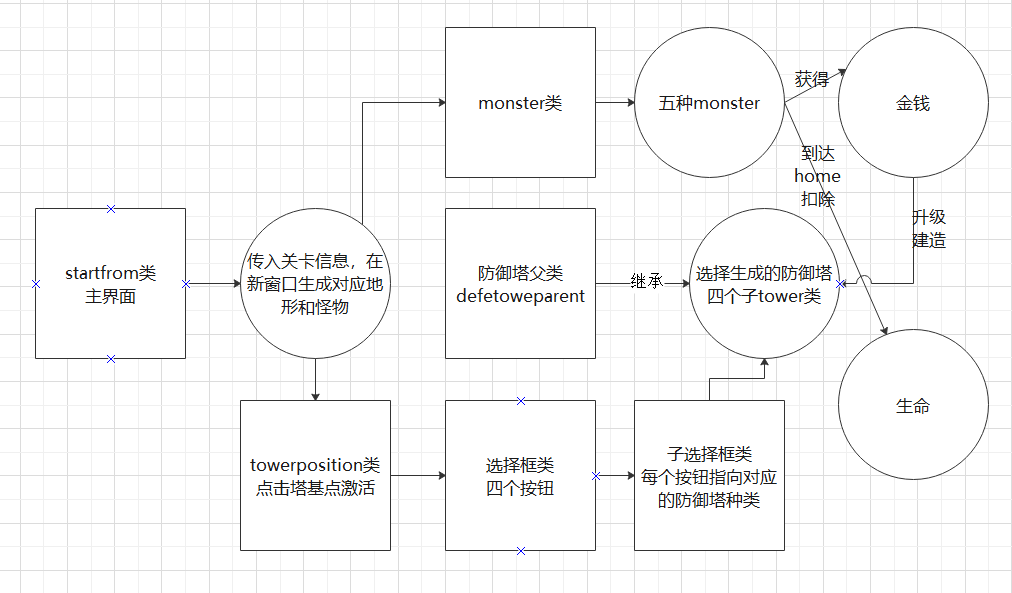 monster类
五种monster
获得
金钱
到达
home
扣除
升级
建造
startfrom类
主界面
传入关卡信息，在
新窗口生成对应地
形和怪物
防御塔父类
defetoweparent
继承
选择生成的防御塔
四个子tower类
生命
towerposition类
点击塔基点激活
选择框类
四个按钮
子选择框类
每个按钮指向对应
的防御塔种类